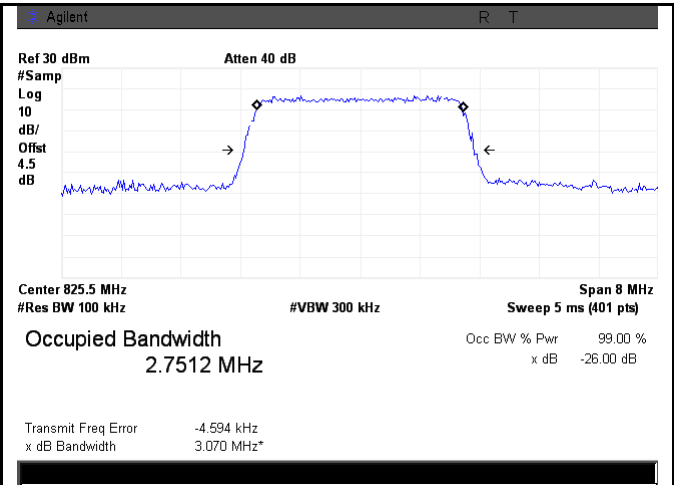 Agilent R T
Ref 30 dBm Atten 40 dB
#Samp
Log
10
dB/
Offst
4.5
dB
Center 825.5 MHz Span 8 MHz
#Res BW 100 kHz #VBW 300 kHz Sweep 5 ms (401 pts)
Occupied Bandwidth Occ BW % Pwr 99.00 %
2.7512 MHz x dB -26.00 dB
Transmit Freq Error -4.594 kHz
x dB Bandwidth 3.070 MHz*